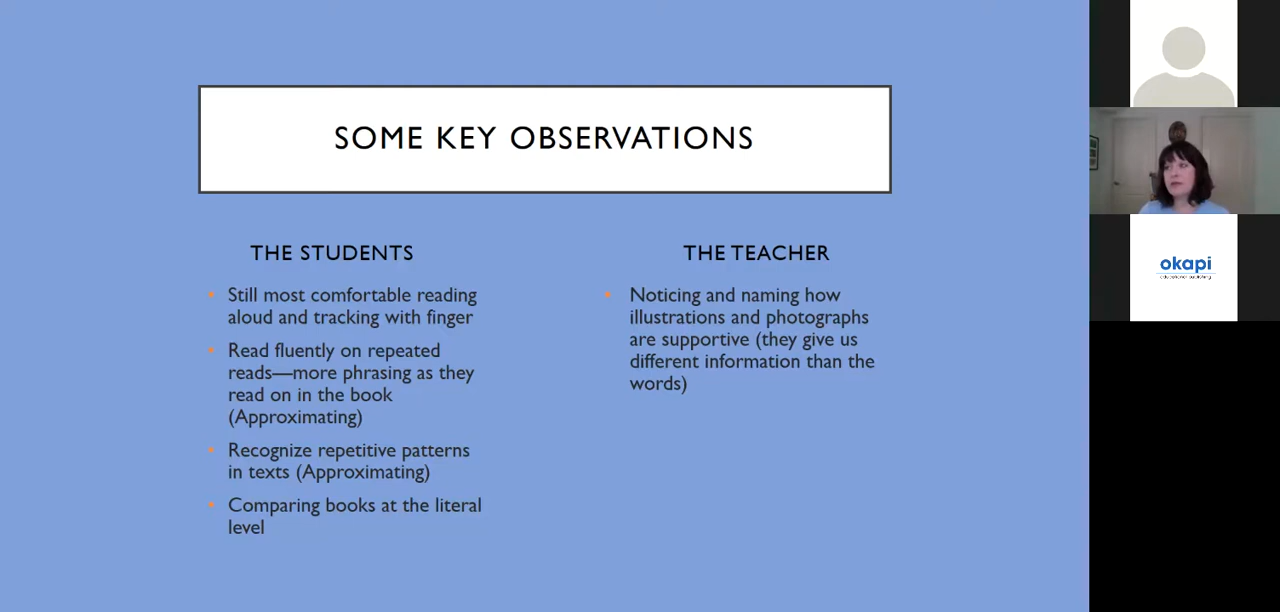 SOME KEY OBSERVATIONS
THE STUDENTS
Still most comfortable reading
aloud and tracking with finger
Read fluently on repeated
reads—more phrasing as they
read on in the book
(Approximating)
Recognize repetitive patterns
in texts (Approximating)
Comparing books at the literal
level
THE TEACHER
Noticing and naming how
illustrations and photographs
are supportive (they give us
different information than the
words)
okapi
educational publishing